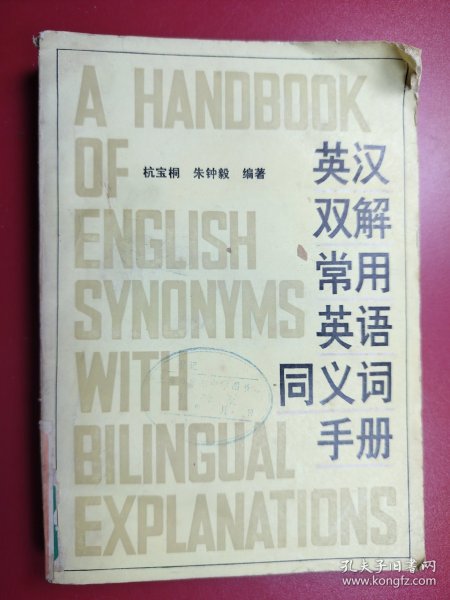 A HANDBOOK
OF
ENGLISH
SYNONYMS
WITH
BILINGUAL
EXPLANATIONS
杭宝桐 朱钟毅 编著
英汉
双解
常用
英语
同义词
手册
孔夫子旧书网
www.kongfz.com